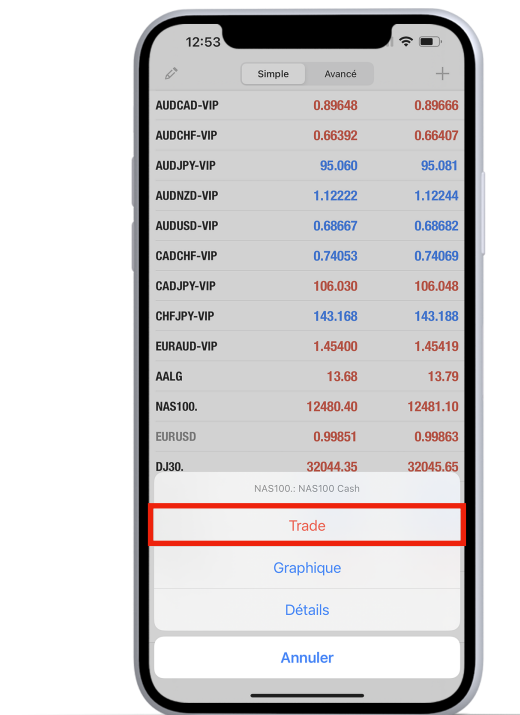 12:53
Simple Avancé
AUDCAD-VIP 0.89648 0.89666
AUDCHF-VIP 0.66392 0.66407
AUDJPY-VIP 95.060 95.081
AUDNZD-VIP 1.12222 1.12244
AUDUSD-VIP 0.68667 0.68682
CADCHF-VIP 0.74053 0.74069
CADJPY-VIP 106.030 106.048
CHFJPY-VIP 143.168 143.188
EURAUD-VIP 1.45400 1.45419
AALG 13.68 13.79
NAS100. 12480.40 12481.10
EURUSD 0.99851 0.99863
DJ30. 32044.35 32045.65
NAS100.: NAS100 Cash
Trade
Graphique
Détails
Annuler